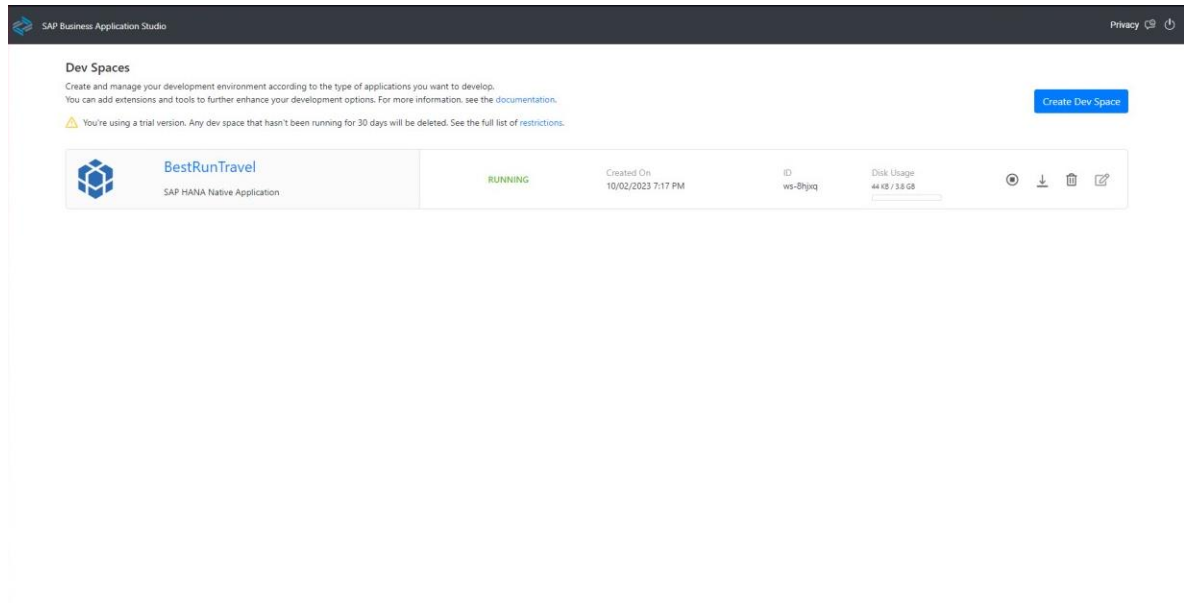 SAP Business Application Studio
Privacy
Dev Spaces
Create and manage your development environment according to the type of applications you want to develop.
You can add extensions and tools to further enhance your development options. For more information, see the documentation.
Create Dev Space
You're using a trial version. Any dev space that hasn't been running for 30 days will be deleted. See the full list of restrictions.
BestRunTravel
SAP HANA Native Application
RUNNING
Created On
10/02/2023 7:17 PM
ID
ws-8hjxq
Disk Usage
44 KB / 3.8 GB